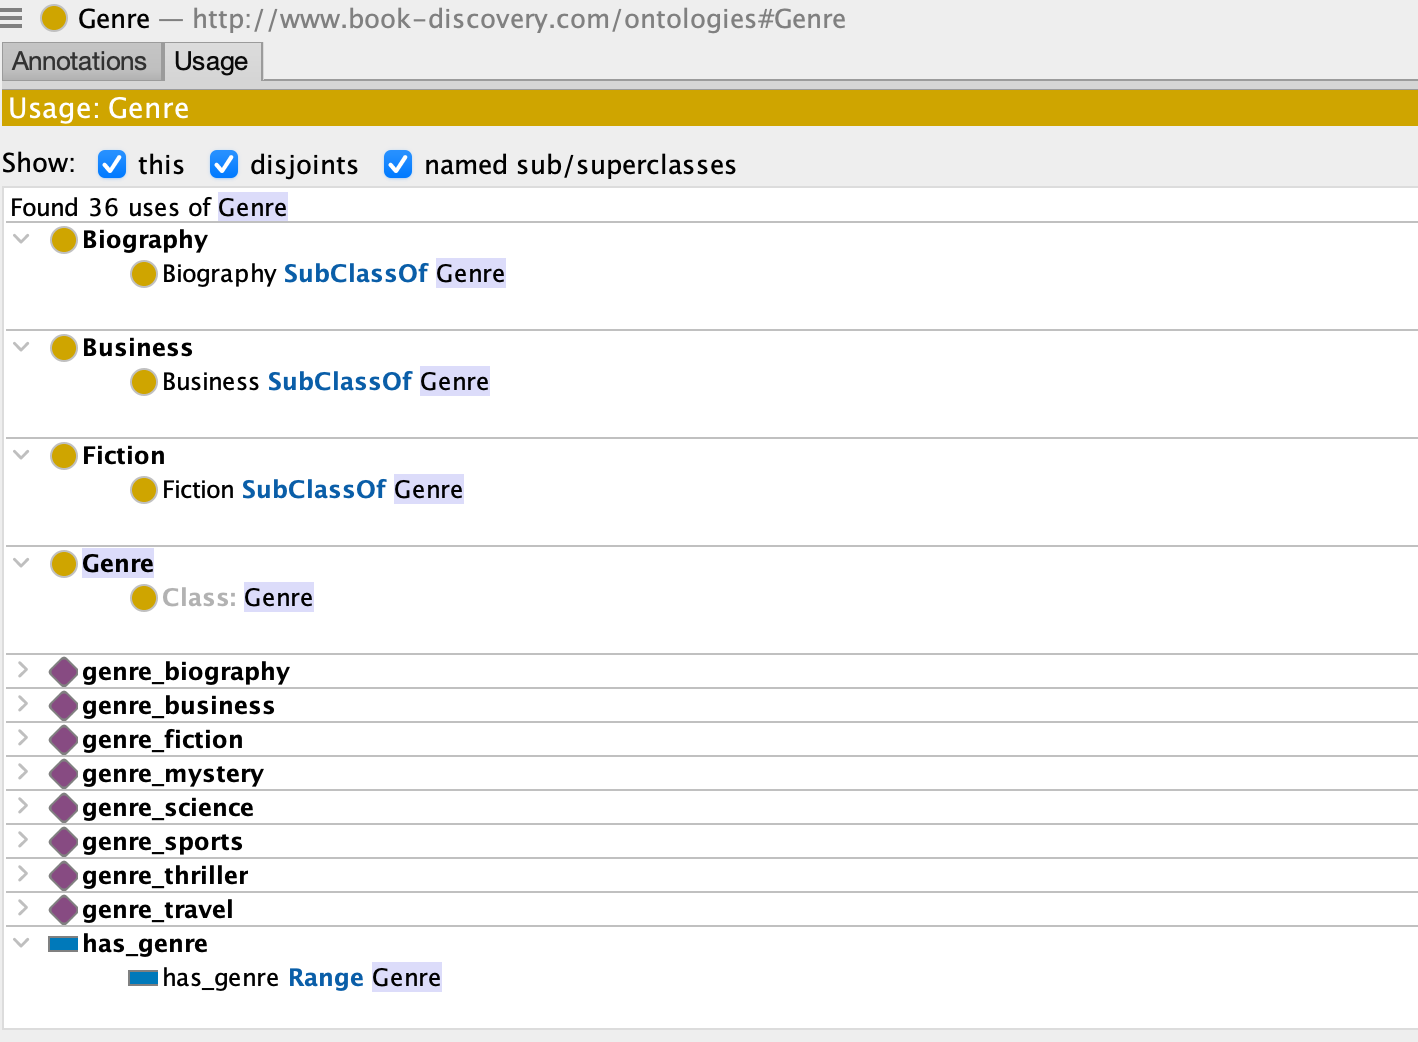 Genre — http://www.book-discovery.com/ontologies#Genre
Annotations Usage
Usage: Genre
Show: this disjoints named sub/superclasses
Found 36 uses of Genre
Biography
Biography SubClassOf Genre
Business
Business SubClassOf Genre
Fiction
Fiction SubClassOf Genre
Genre
Class: Genre
genre_biography
genre_business
genre_fiction
genre_mystery
genre_science
genre_sports
genre_thriller
genre_travel
has_genre
has_genre Range Genre